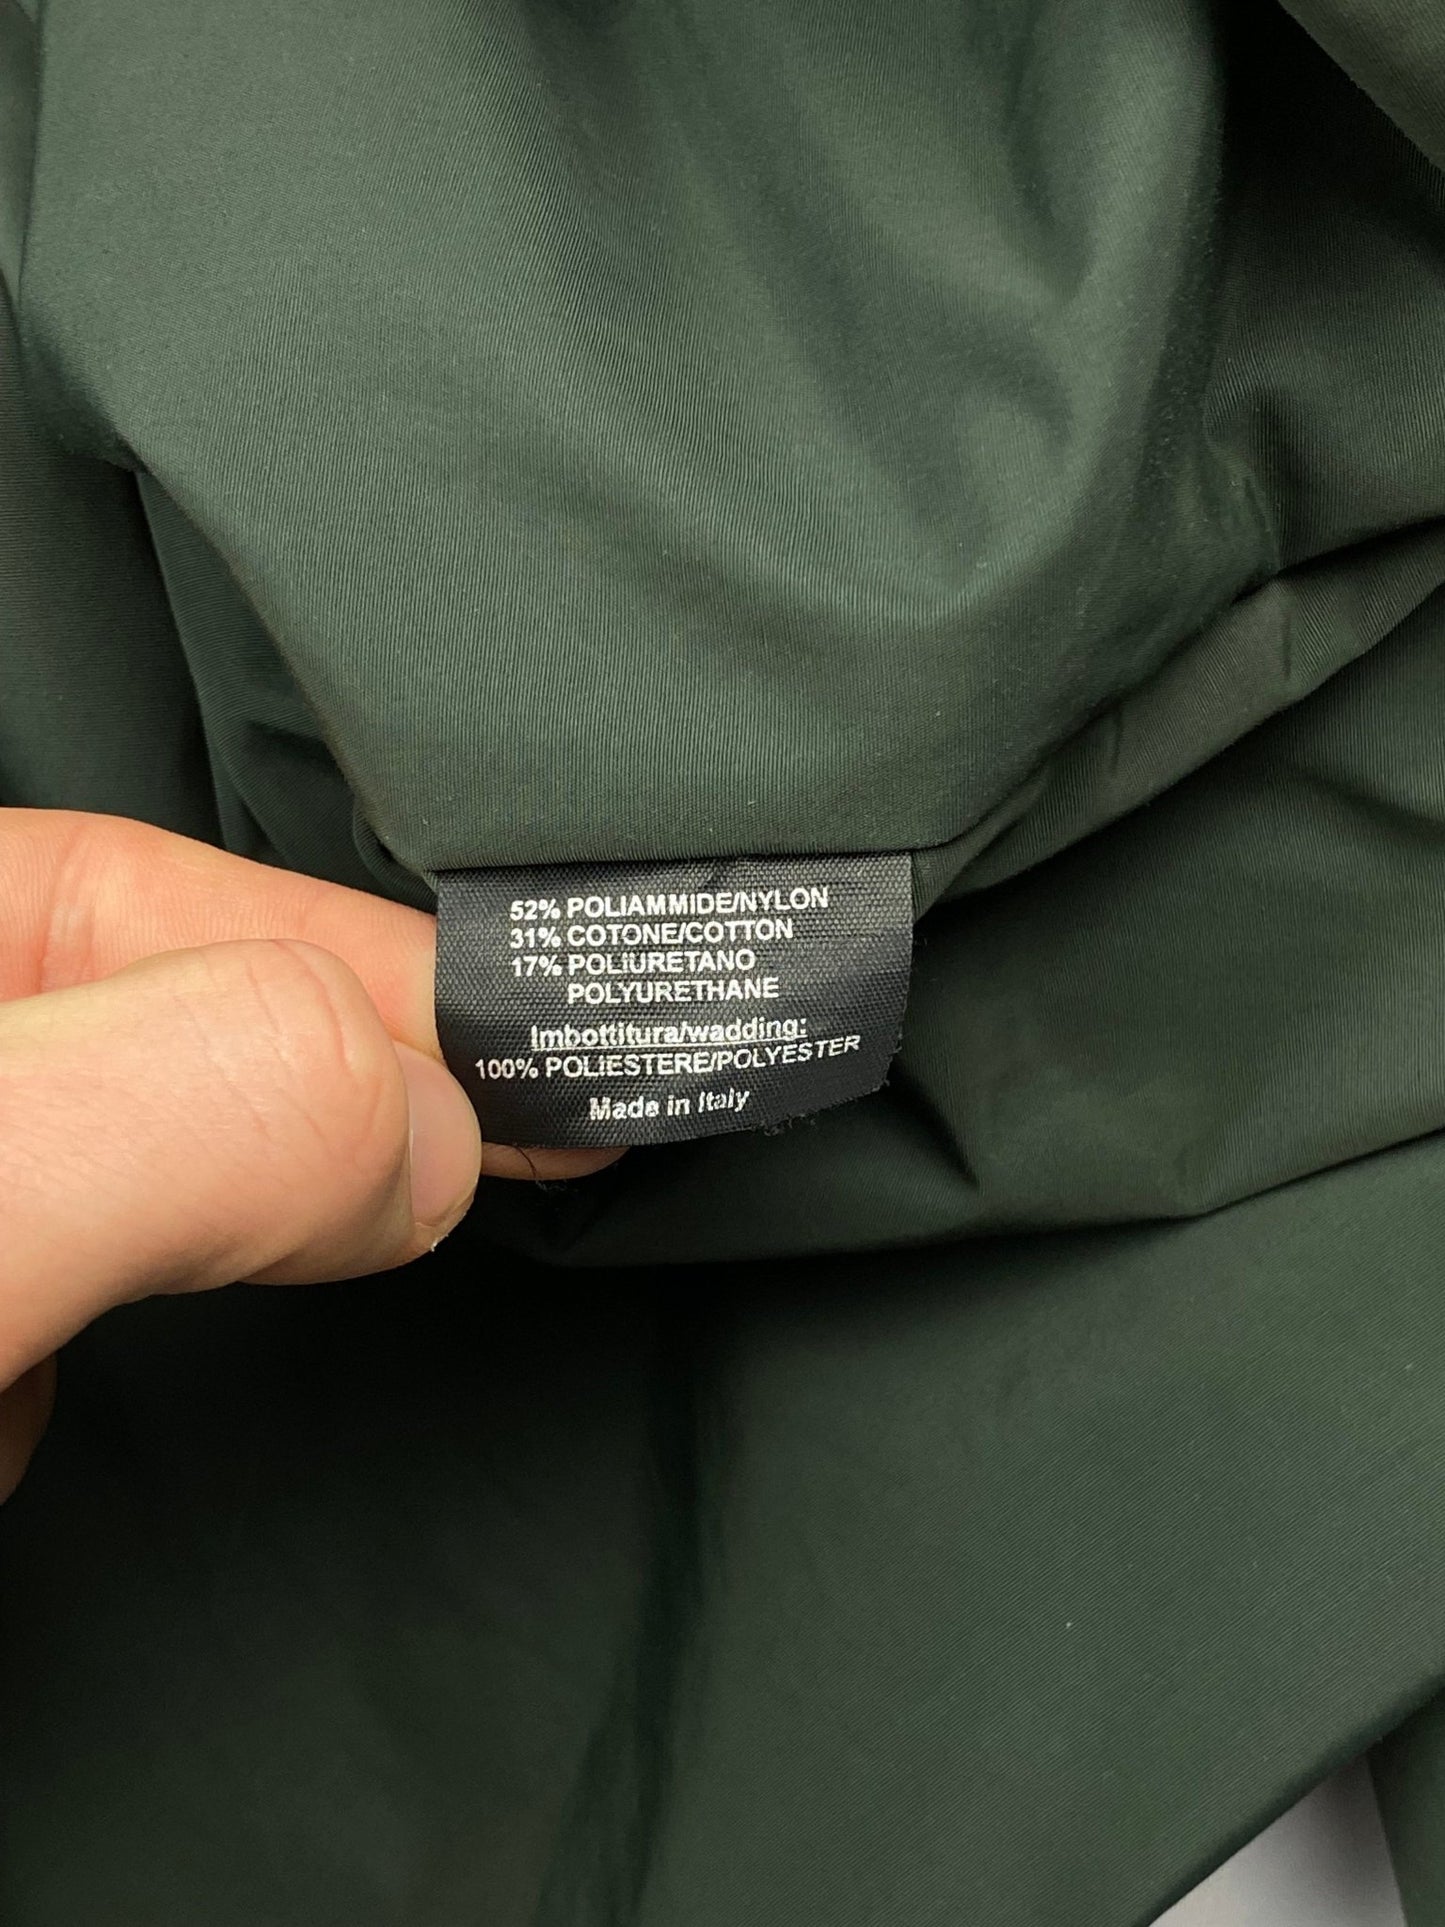 52% POLIAMMIDE/NYLON
31% COTONE/COTTON
17% POLIURETANO
POLYURETHANE
Imbottitura/wadding:
100% POLIESTERE/POLYESTER
Made in Italy